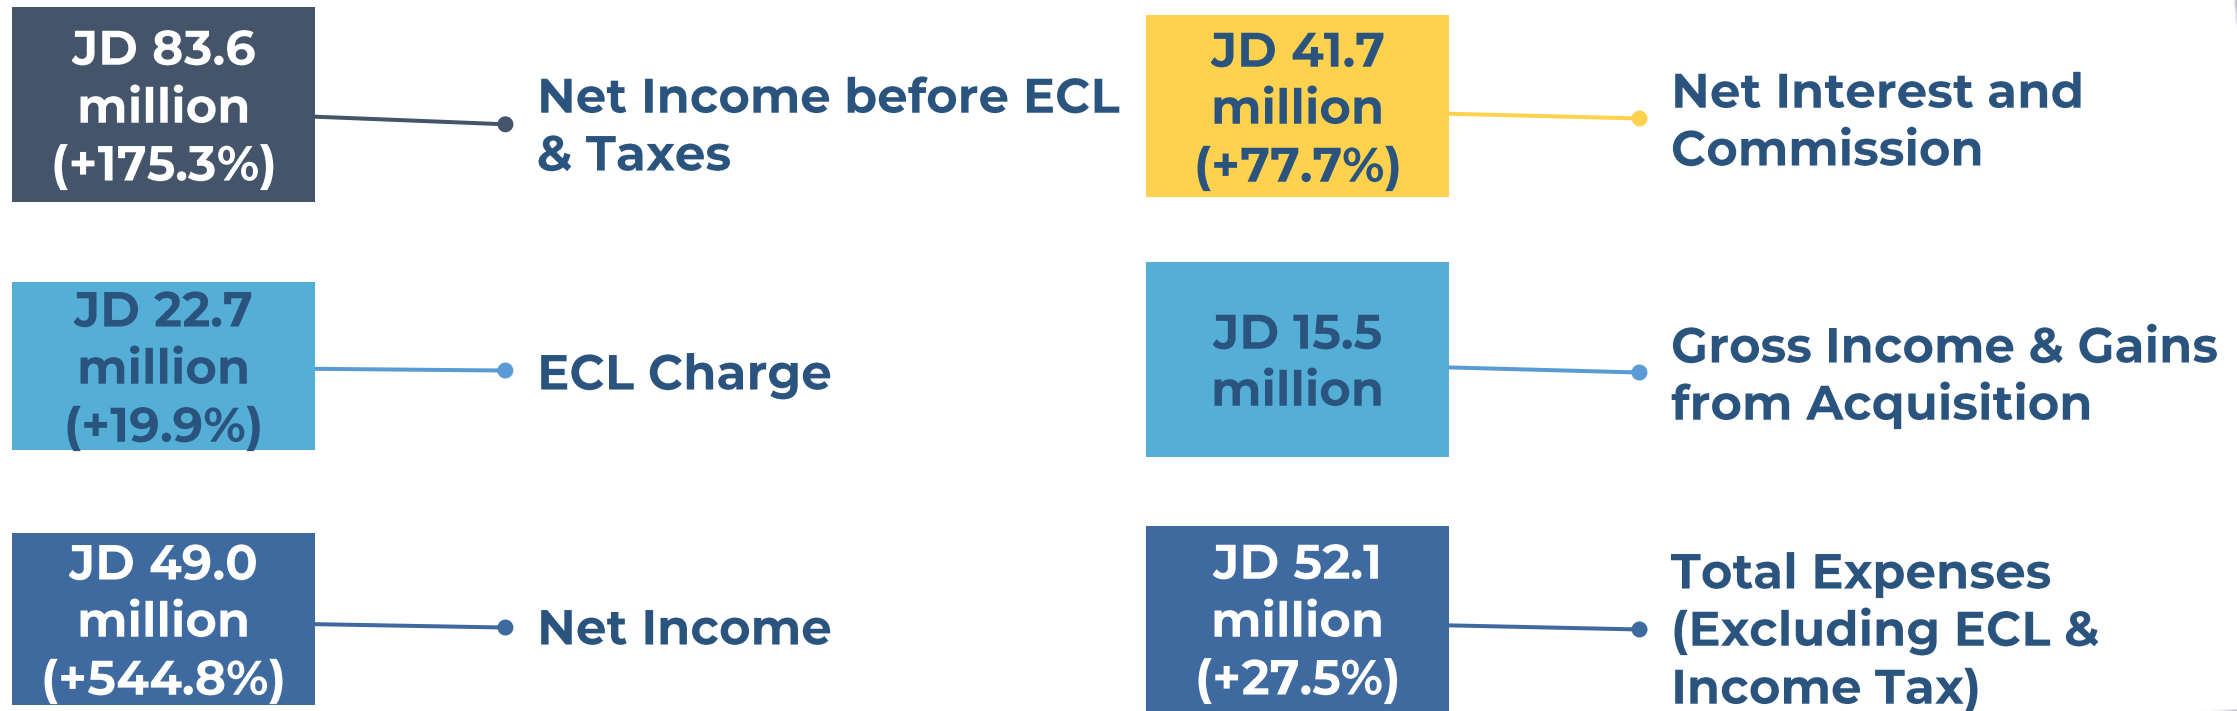 JD 83.6
million
(+175.3%)
Net Income before ECL
& Taxes
JD 41.7
million
(+77.7%)
Net Interest and
Commission
JD 22.7
million
(+19.9%)
ECL Charge
JD 15.5
million
Gross Income & Gains
from Acquisition
JD 49.0
million
(+544.8%)
Net Income
JD 52.1
million
(+27.5%)
Total Expenses
(Excluding ECL &
Income Tax)